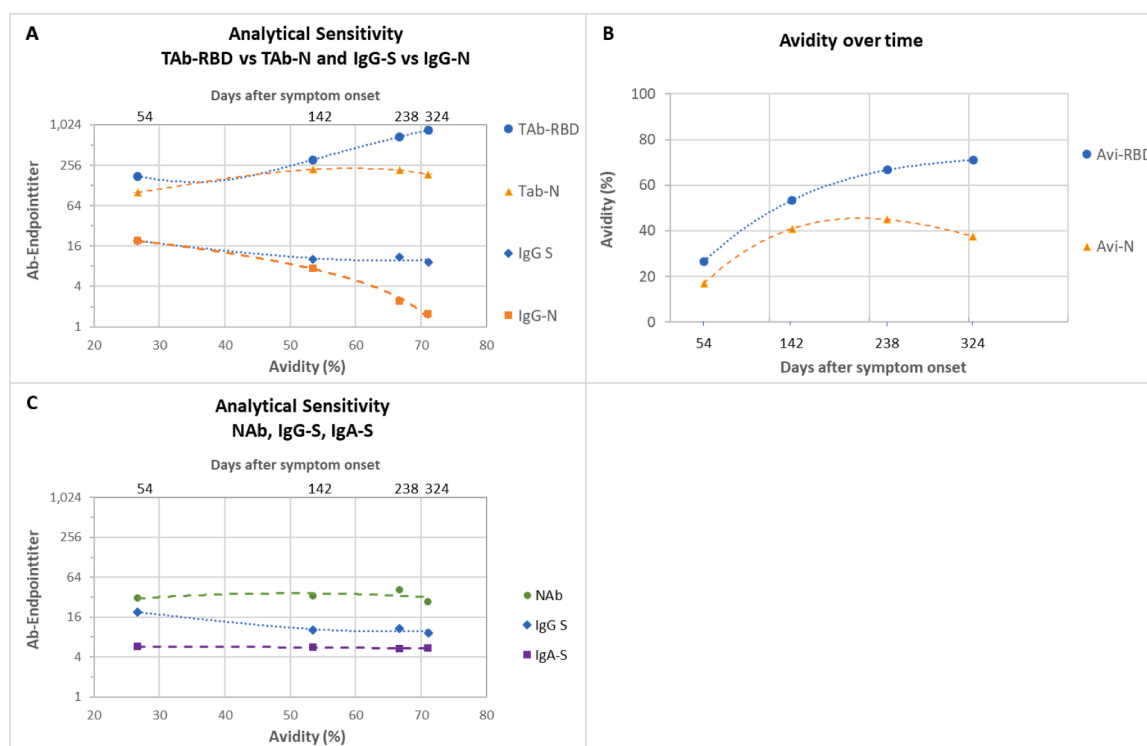 A
Analytical Sensitivity
TAb-RBD vs TAb-N and IgG-S vs IgG-N
Days after symptom onset
54 142 238 324
1,024
256
64
16
4
1
Ab-Endpointtiter
20 30 40 50 60 70 80
Avidity (%)
TAb-RBD
Tab-N
IgG S
IgG-N
B
Avidity over time
100
80
60
40
20
0
Avidity (%)
54 142 238 324
Days after symptom onset
Avi-RBD
Avi-N
C
Analytical Sensitivity
NAb, IgG-S, IgA-S
Days after symptom onset
54 142 238 324
1,024
256
64
16
4
1
Ab-Endpointtiter
20 30 40 50 60 70 80
Avidity (%)
NAb
IgG S
IgA-S